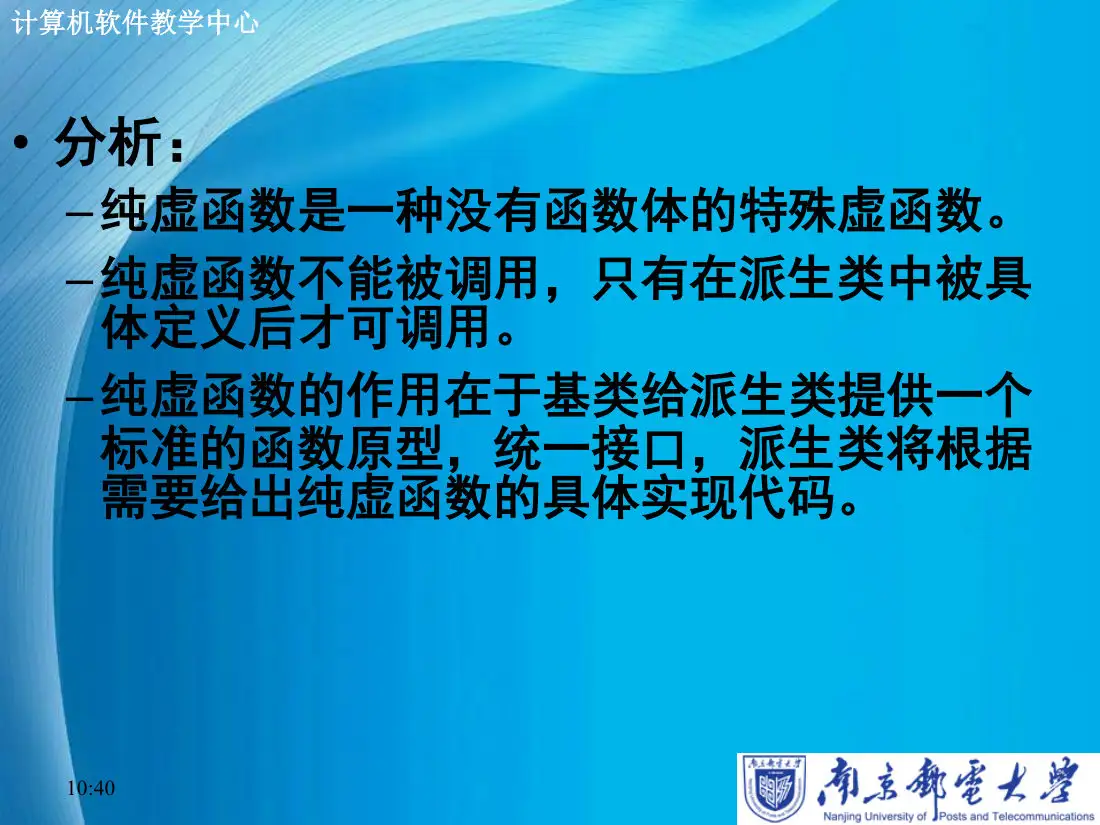 计算机软件教学中心
• 分析：
–纯虚函数是一种没有函数体的特殊虚函数。
–纯虚函数不能被调用，只有在派生类中被具
体定义后才可调用。
–纯虚函数的作用在于基类给派生类提供一个
标准的函数原型，统一接口，派生类将根据
需要给出纯虚函数的具体实现代码。
10:40
南京郵電大学
Nanjing University of Posts and Telecommunications